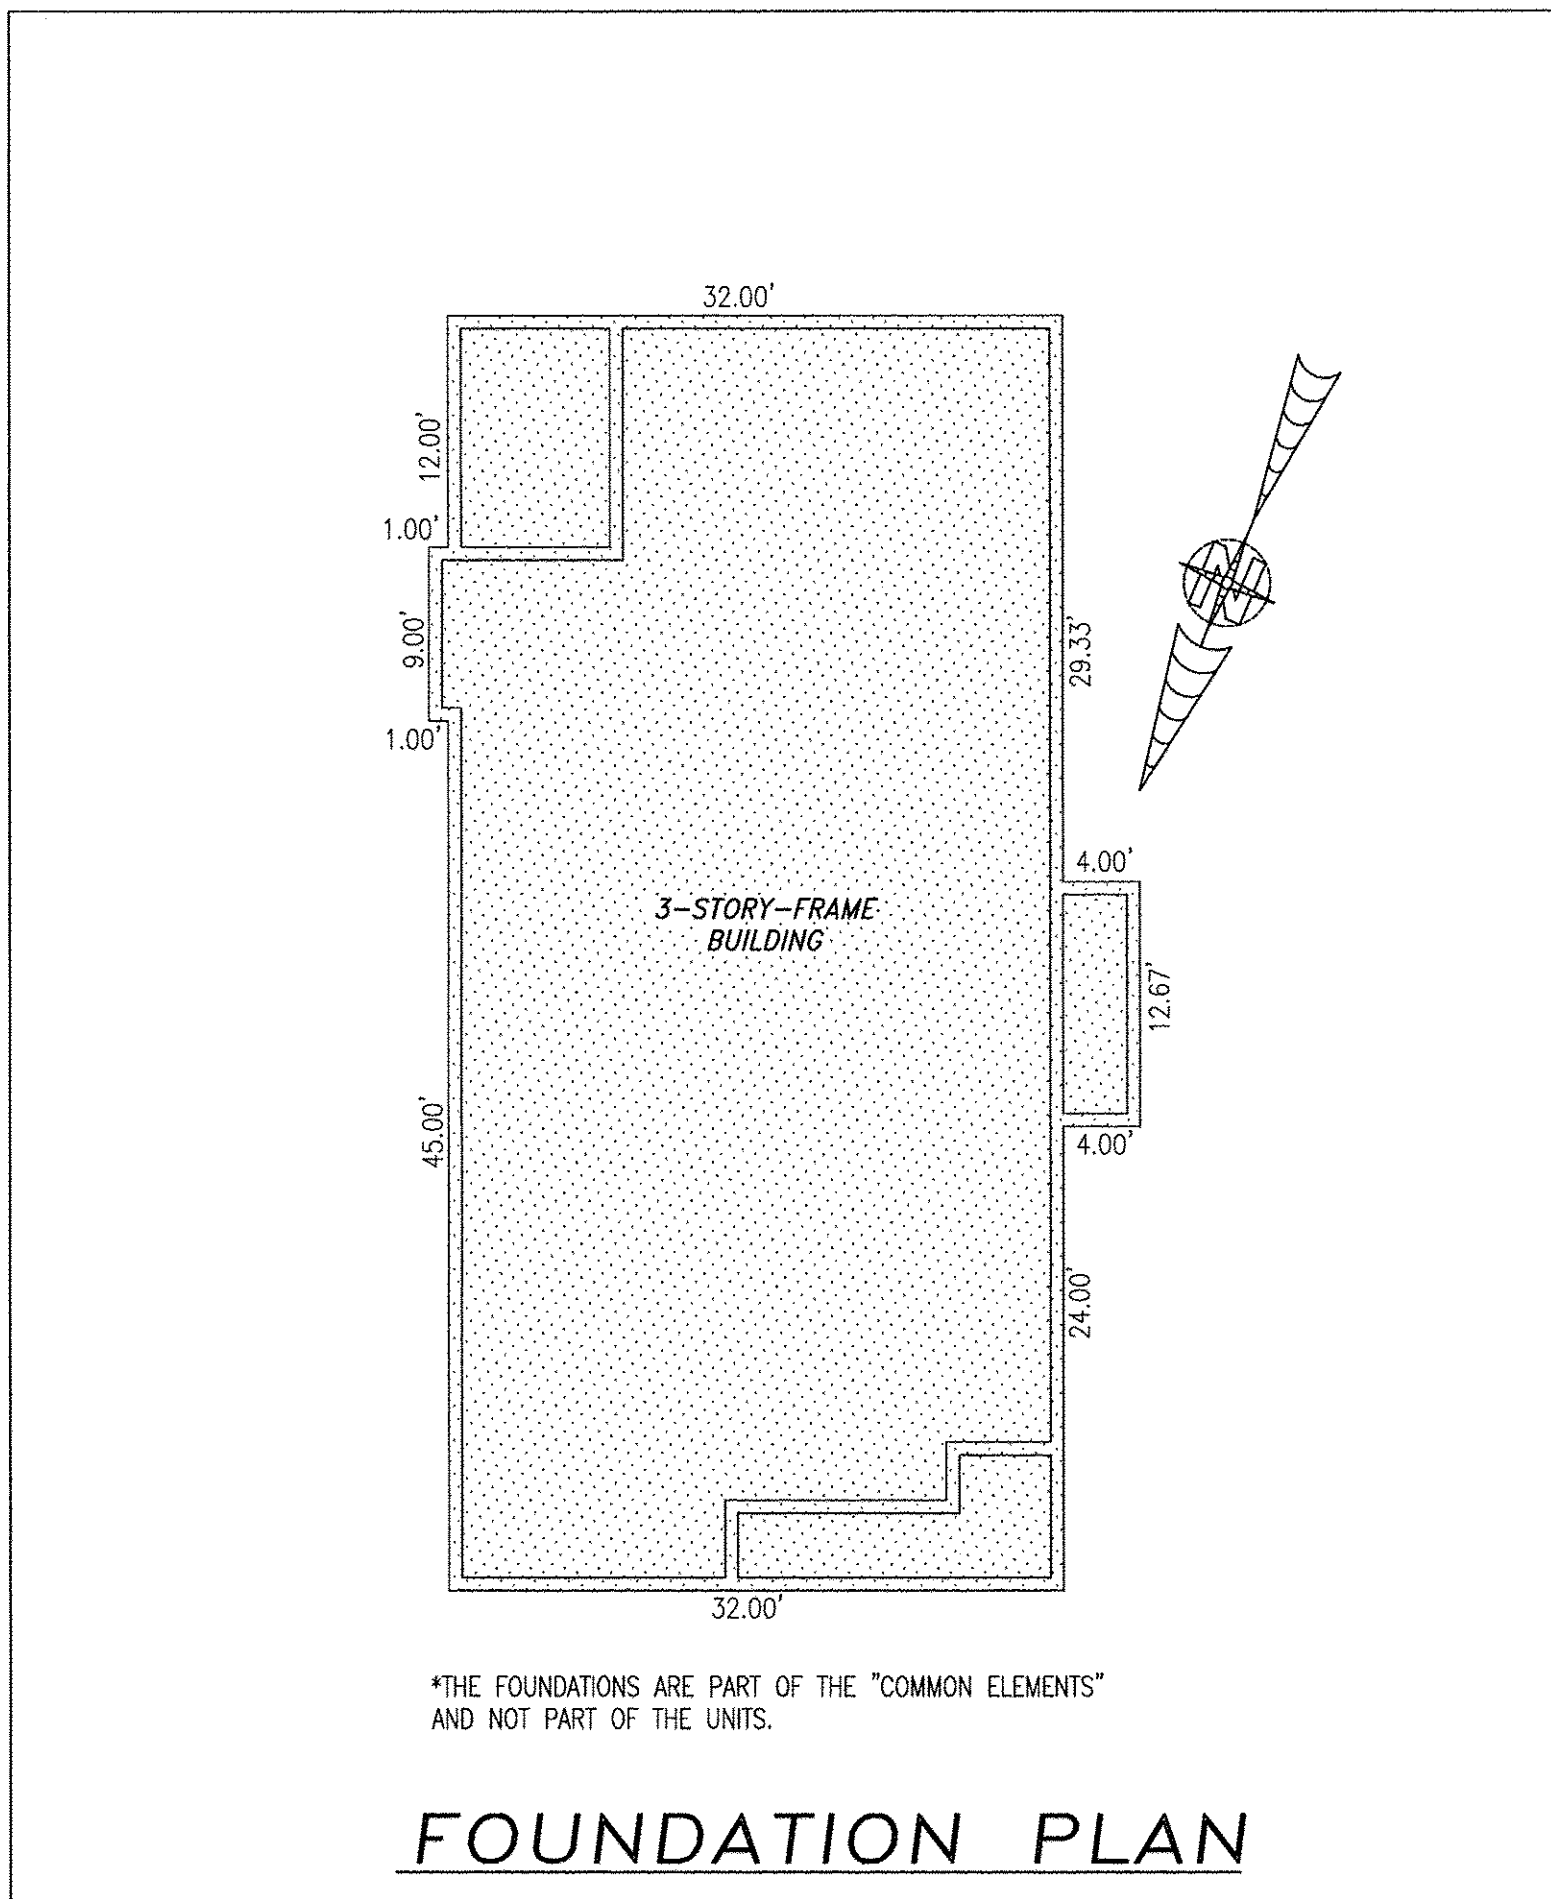 32.00'
12.00'
1.00'
9.00'
1.00'
29.33'
N
4.00'
3-STORY-FRAME
BUILDING
12.67'
4.00'
45.00'
24.00'
32.00'
*THE FOUNDATIONS ARE PART OF THE "COMMON ELEMENTS"
AND NOT PART OF THE UNITS.
FOUNDATION PLAN